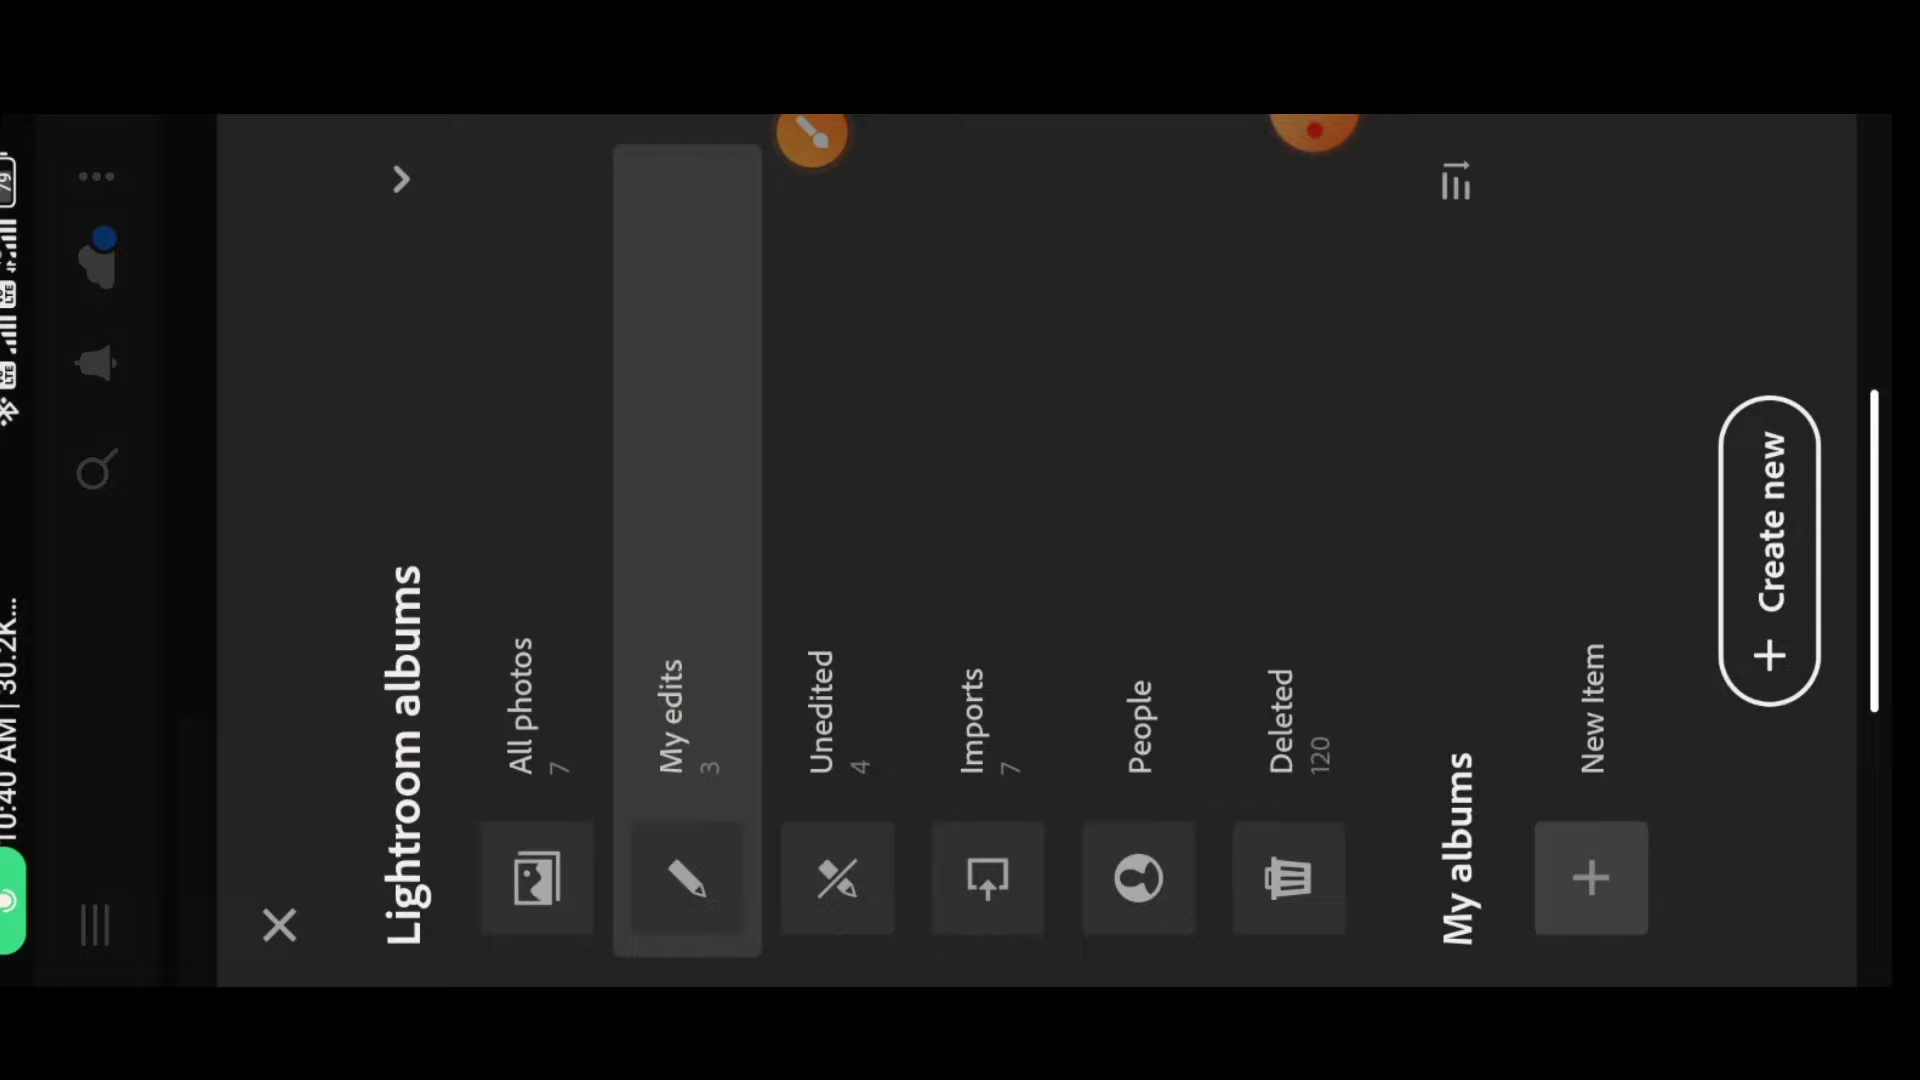 10:40 AM | 30.2K...
79
Lightroom albums
All photos
7
My edits
3
Unedited
4
Imports
7
People
Deleted
120
My albums
New Item
+ Create new